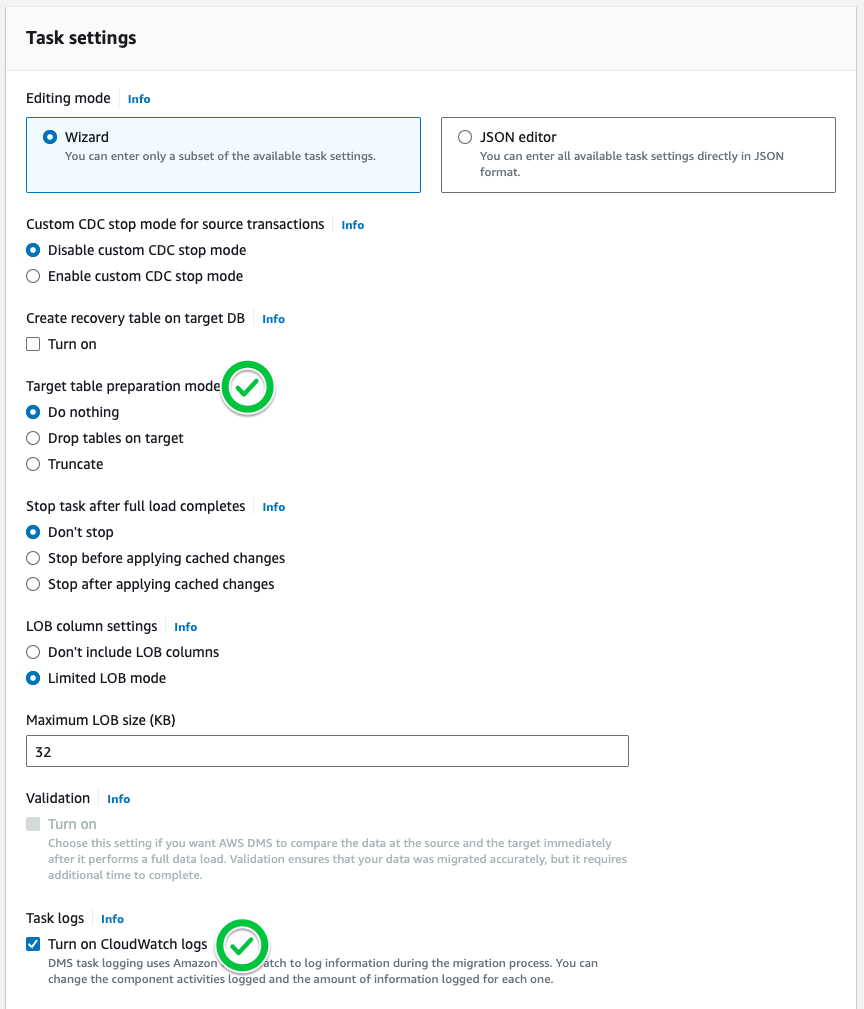 Task settings
Editing mode Info
Wizard
You can enter only a subset of the available task settings.
JSON editor
You can enter all available task settings directly in JSON
format.
Custom CDC stop mode for source transactions Info
Disable custom CDC stop mode
Enable custom CDC stop mode
Create recovery table on target DB Info
Turn on
Target table preparation mode
Do nothing
Drop tables on target
Truncate
Stop task after full load completes Info
Don't stop
Stop before applying cached changes
Stop after applying cached changes
LOB column settings Info
Don't include LOB columns
Limited LOB mode
Maximum LOB size (KB)
32
Validation Info
Turn on
Choose this setting if you want AWS DMS to compare the data at the source and the target immediately
after it performs a full data load. Validation ensures that your data was migrated accurately, but it requires
additional time to complete.
Task logs Info
Turn on CloudWatch logs
DMS task logging uses Amazon atch to log information during the migration process. You can
change the component activities logged and the amount of information logged for each one.